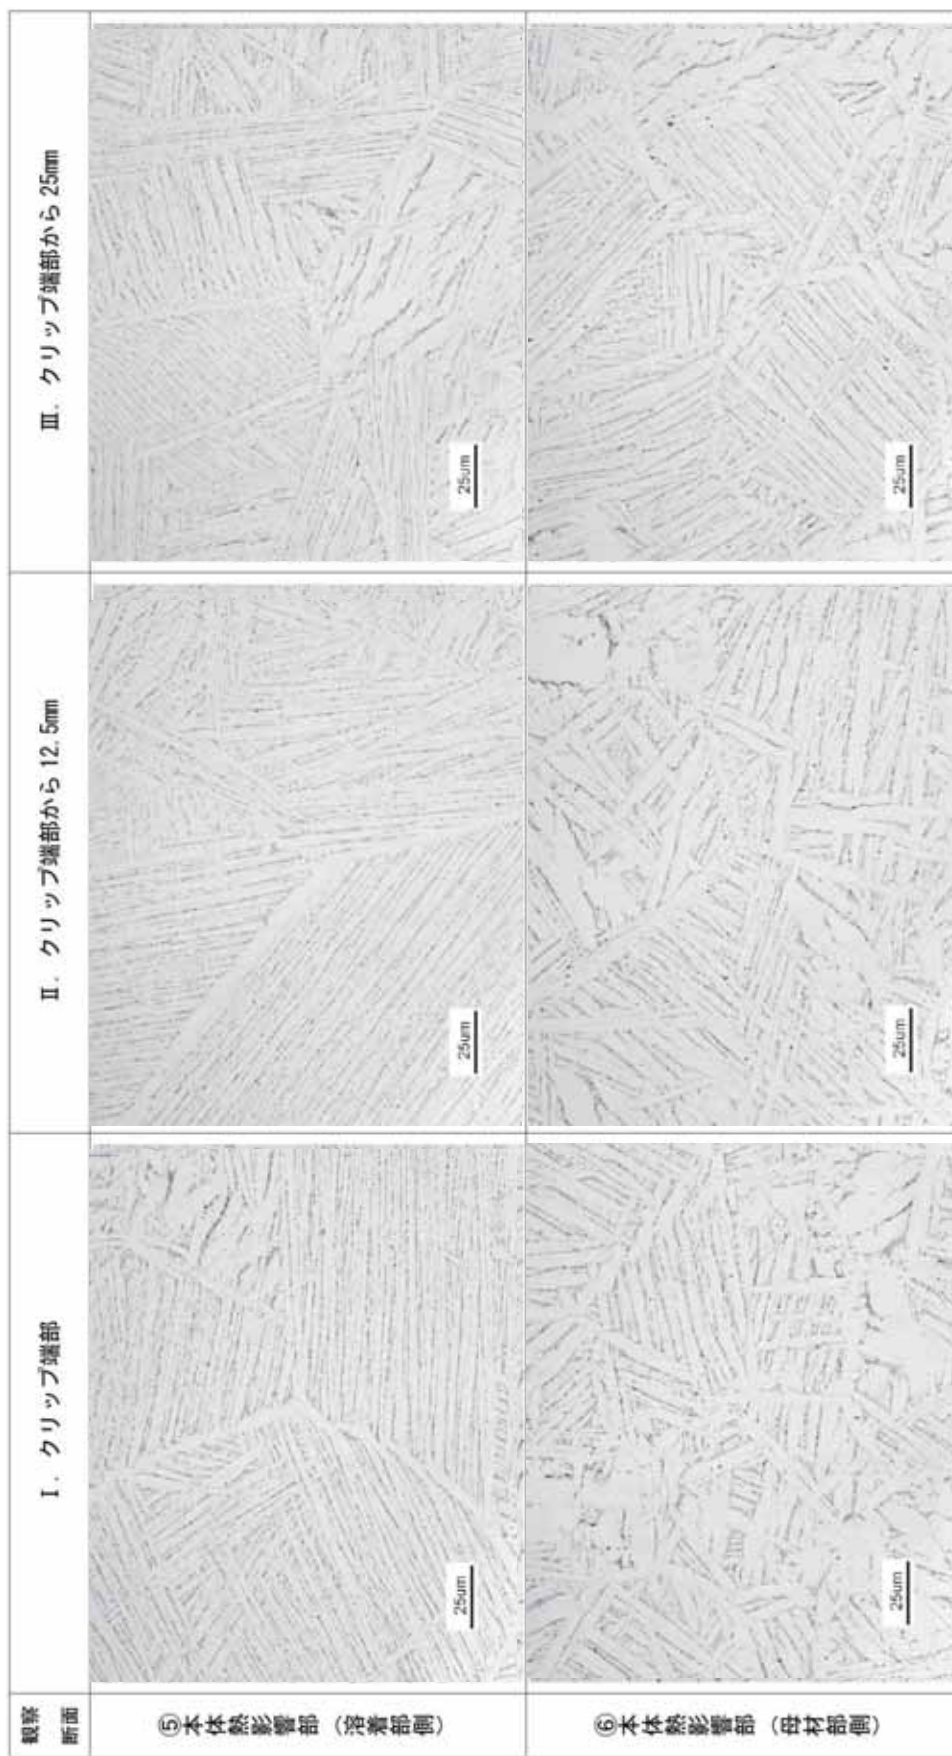 観察
断面
Ⅰ. クリップ端部
Ⅱ. クリップ端部から 12.5mm
Ⅲ. クリップ端部から 25mm
⑤本体熱影響部(溶着部側)
25um
25um
25um
⑥本体熱影響部(母材部側)
25um
25um
25um